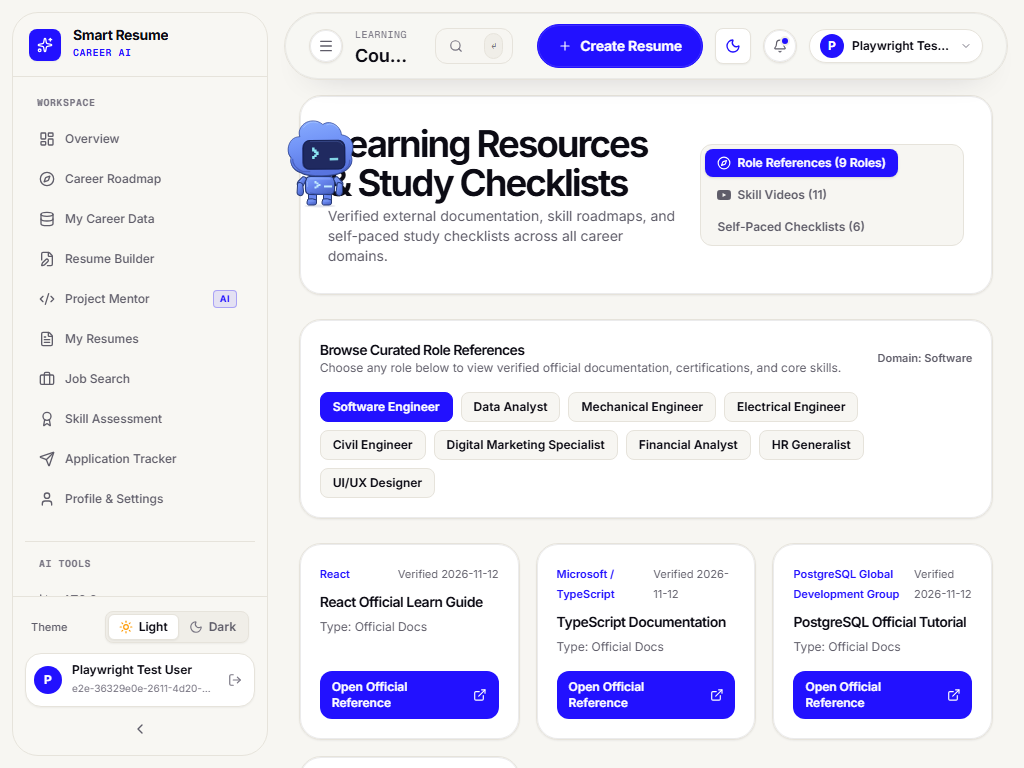 Smart Resume
CAREER AI
WORKSPACE
Overview
Career Roadmap
My Career Data
Resume Builder
Project Mentor AI
My Resumes
Job Search
Skill Assessment
Application Tracker
Profile & Settings
AI TOOLS
Theme Light Dark
P Playwright Test User
e2e-36329e0e-2611-4d20-...
LEARNING
Cou...
Create Resume
P Playwright Tes...
earning Resources
& Study Checklists
Verified external documentation, skill roadmaps, and
self-paced study checklists across all career
domains.
Role References (9 Roles)
Skill Videos (11)
Self-Paced Checklists (6)
Browse Curated Role References
Choose any role below to view verified official documentation, certifications, and core skills.
Domain: Software
Software Engineer Data Analyst Mechanical Engineer Electrical Engineer
Civil Engineer Digital Marketing Specialist Financial Analyst HR Generalist
UI/UX Designer
React Verified 2026-11-12
React Official Learn Guide
Type: Official Docs
Open Official
Reference
Microsoft / Verified 2026-
TypeScript 11-12
TypeScript Documentation
Type: Official Docs
Open Official
Reference
PostgreSQL Global Verified
Development Group 2026-11-12
PostgreSQL Official Tutorial
Type: Official Docs
Open Official
Reference